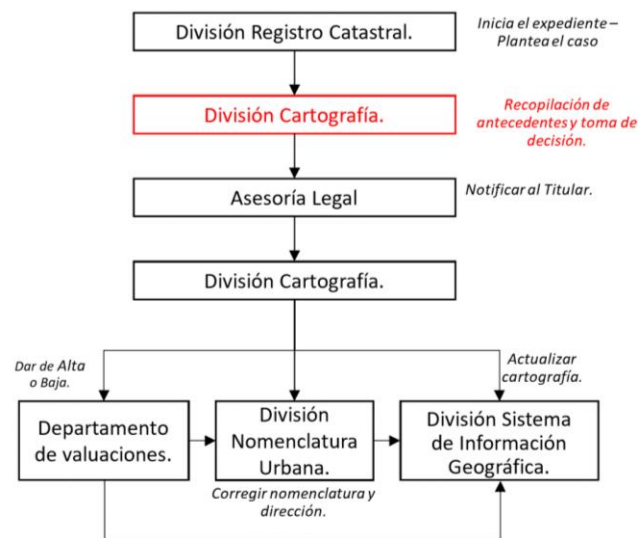 División Registro Catastral.
Inicia el expediente –
Plantea el caso
División Cartografía.
Recopilación de
antecedentes y toma de
decisión.
Asesoría Legal
Notificar al Titular.
División Cartografía.
Dar de Alta
o Baja.
Actualizar
cartografía.
Departamento
de valuaciones.
División
Nomenclatura
Urbana.
División Sistema
de Información
Geográfica.
Corregir nomenclatura y
dirección.